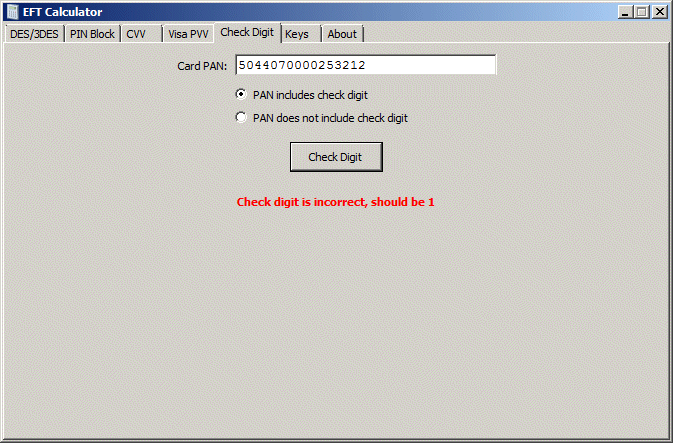 EFT Calculator
DES/3DES PIN Block CVV Visa PVV Check Digit Keys About
Card PAN: 5044070000253212
PAN includes check digit
PAN does not include check digit
Check Digit
Check digit is incorrect, should be 1